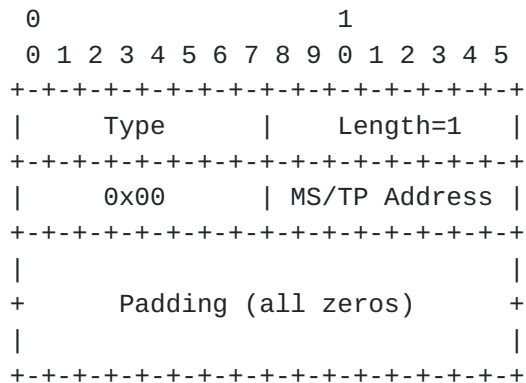 0                   1
 0 1 2 3 4 5 6 7 8 9 0 1 2 3 4 5
+-+-+-+-+-+-+-+-+-+-+-+-+-+-+-+-+
|     Type      |    Length=1   |
+-+-+-+-+-+-+-+-+-+-+-+-+-+-+-+-+
|     0x00      | MS/TP Address |
+-+-+-+-+-+-+-+-+-+-+-+-+-+-+-+-+
|                               |
+      Padding (all zeros)      +
|                               |
+-+-+-+-+-+-+-+-+-+-+-+-+-+-+-+-+